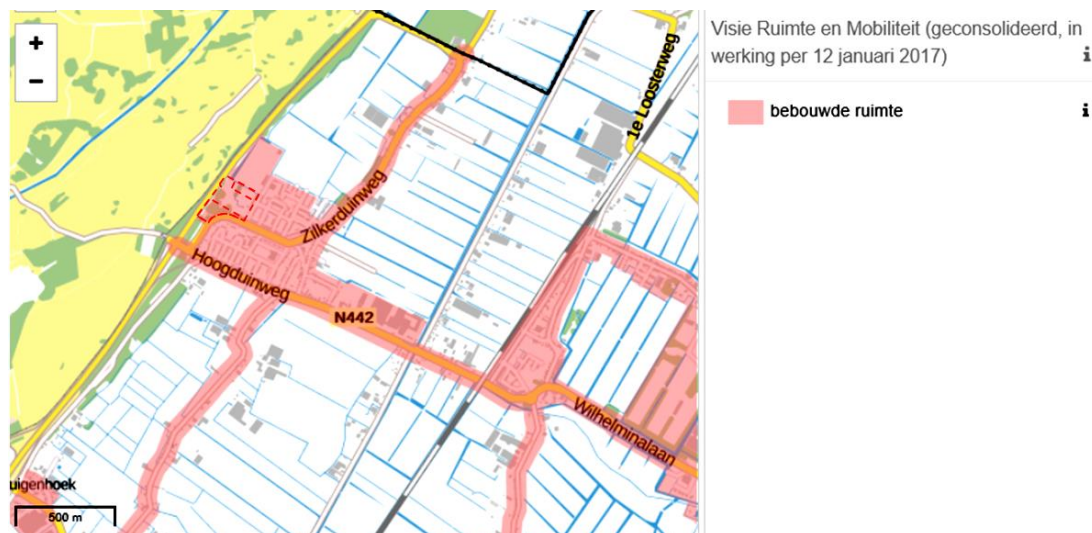 +
−
Visie Ruimte en Mobiliteit (geconsolideerd, in
werking per 12 januari 2017)
i
bebouwde ruimte
i
1e Loosterweg
Zilkerduinweg
Hoogduinweg
N442
Wilhelminalaan
uigenhoek
500 m